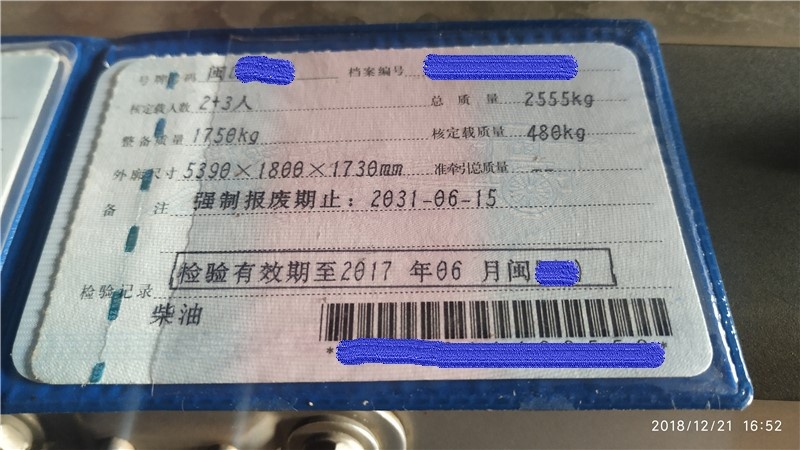 号牌号码 闽 档案编号
核定载人数 2+3人 总质量 2555kg
整备质量 1750kg 核定载质量 480kg
外廓尺寸 5390×1800×1730mm 准牵引总质量 --
备注 强制报废期止：2031-06-15
检验有效期至2017 年06 月闽
检验记录
柴油
2018/12/21 16:52